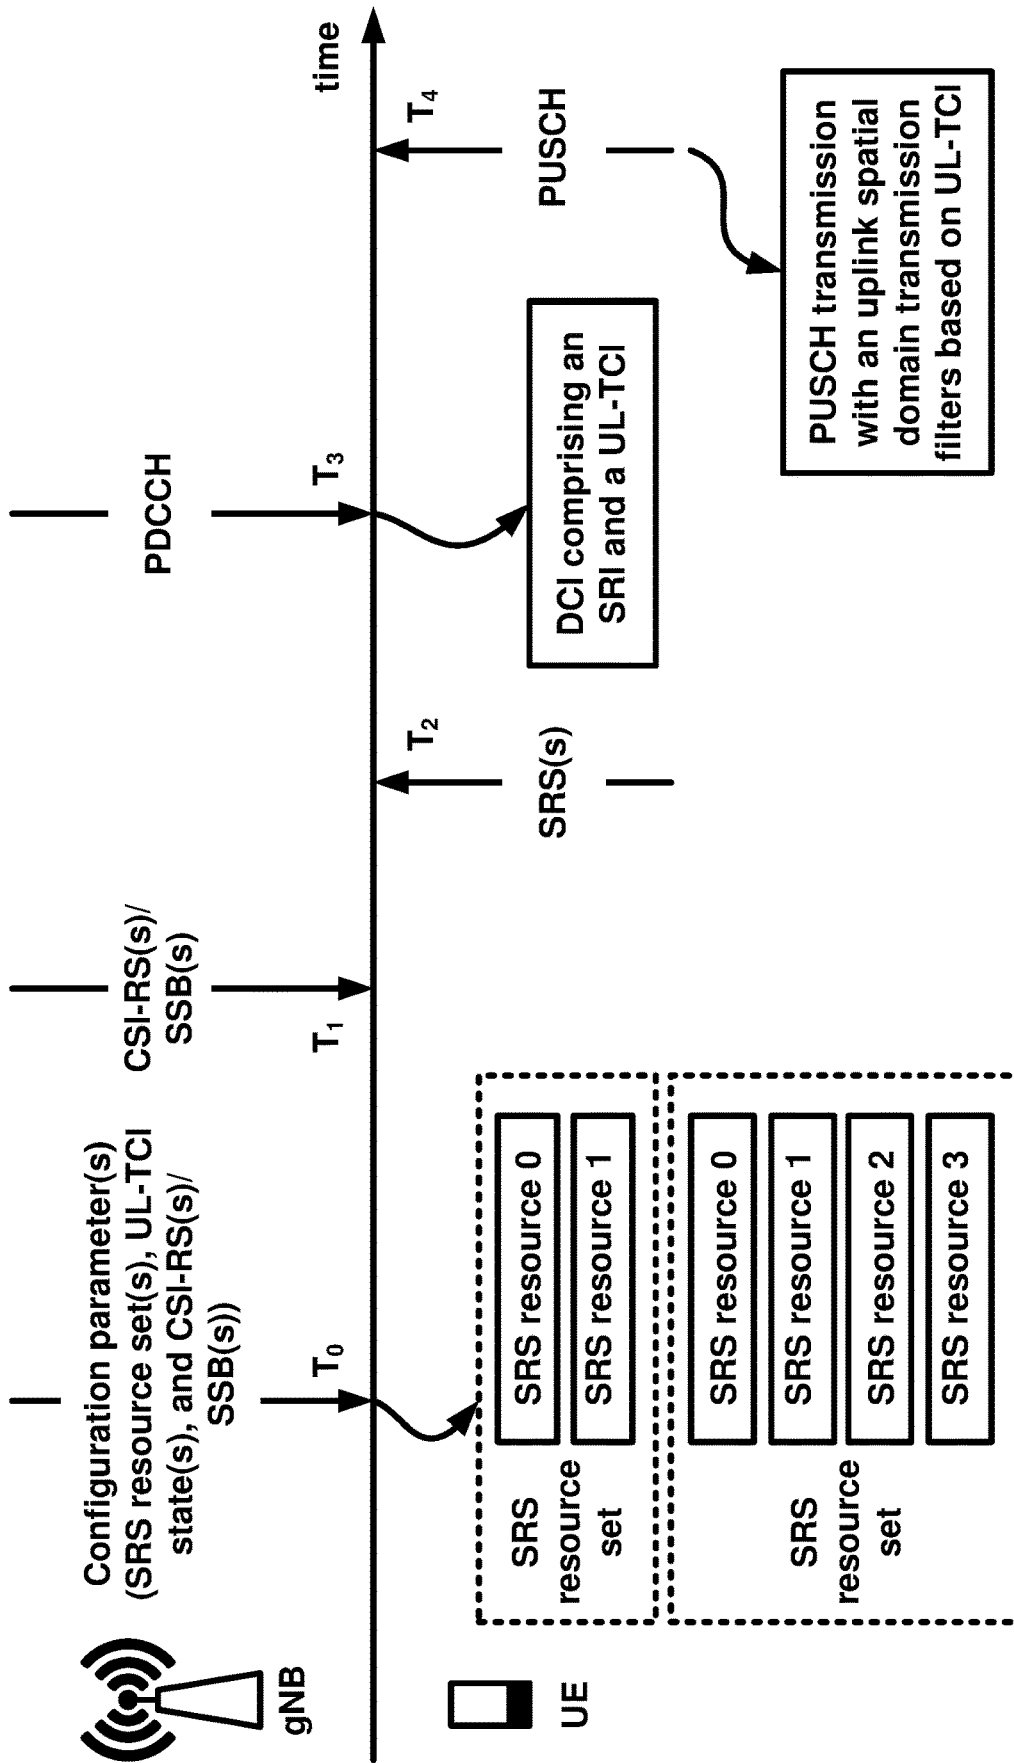 gNB
Configuration parameter(s)
(SRS resource set(s), UL-TCI
state(s), and CSI-RS(s)/
SSB(s))
T0
CSI-RS(s)/
SSB(s)
T1
PDCCH
T3
time
UE
SRS
resource
set
SRS resource 0
SRS resource 1
SRS
resource
set
SRS resource 0
SRS resource 1
SRS resource 2
SRS resource 3
T2
SRS(s)
DCI comprising an
SRI and a UL-TCI
T4
PUSCH
PUSCH transmission
with an uplink spatial
domain transmission
filters based on UL-TCI